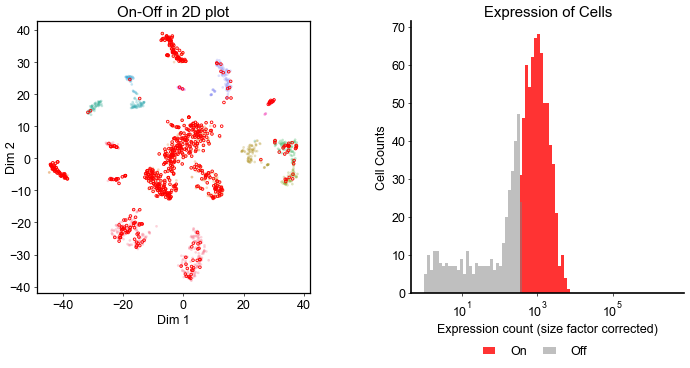 On-Off in 2D plot
Dim 2
40
30
20
10
0
−10
−20
−30
−40
−40 −20 0 20 40
Dim 1
Expression of Cells
Cell Counts
70
60
50
40
30
20
10
0
10^1 10^3 10^5
Expression count (size factor corrected)
On Off